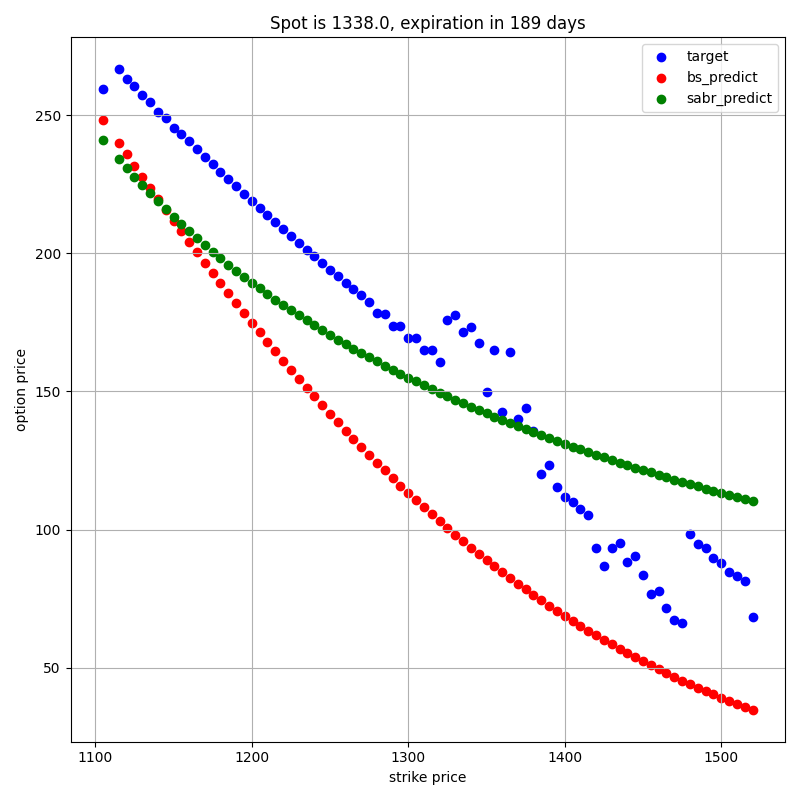 Spot is 1338.0, expiration in 189 days
target
bs_predict
sabr_predict
option price
250
200
150
100
50
1100
1200
1300
1400
1500
strike price